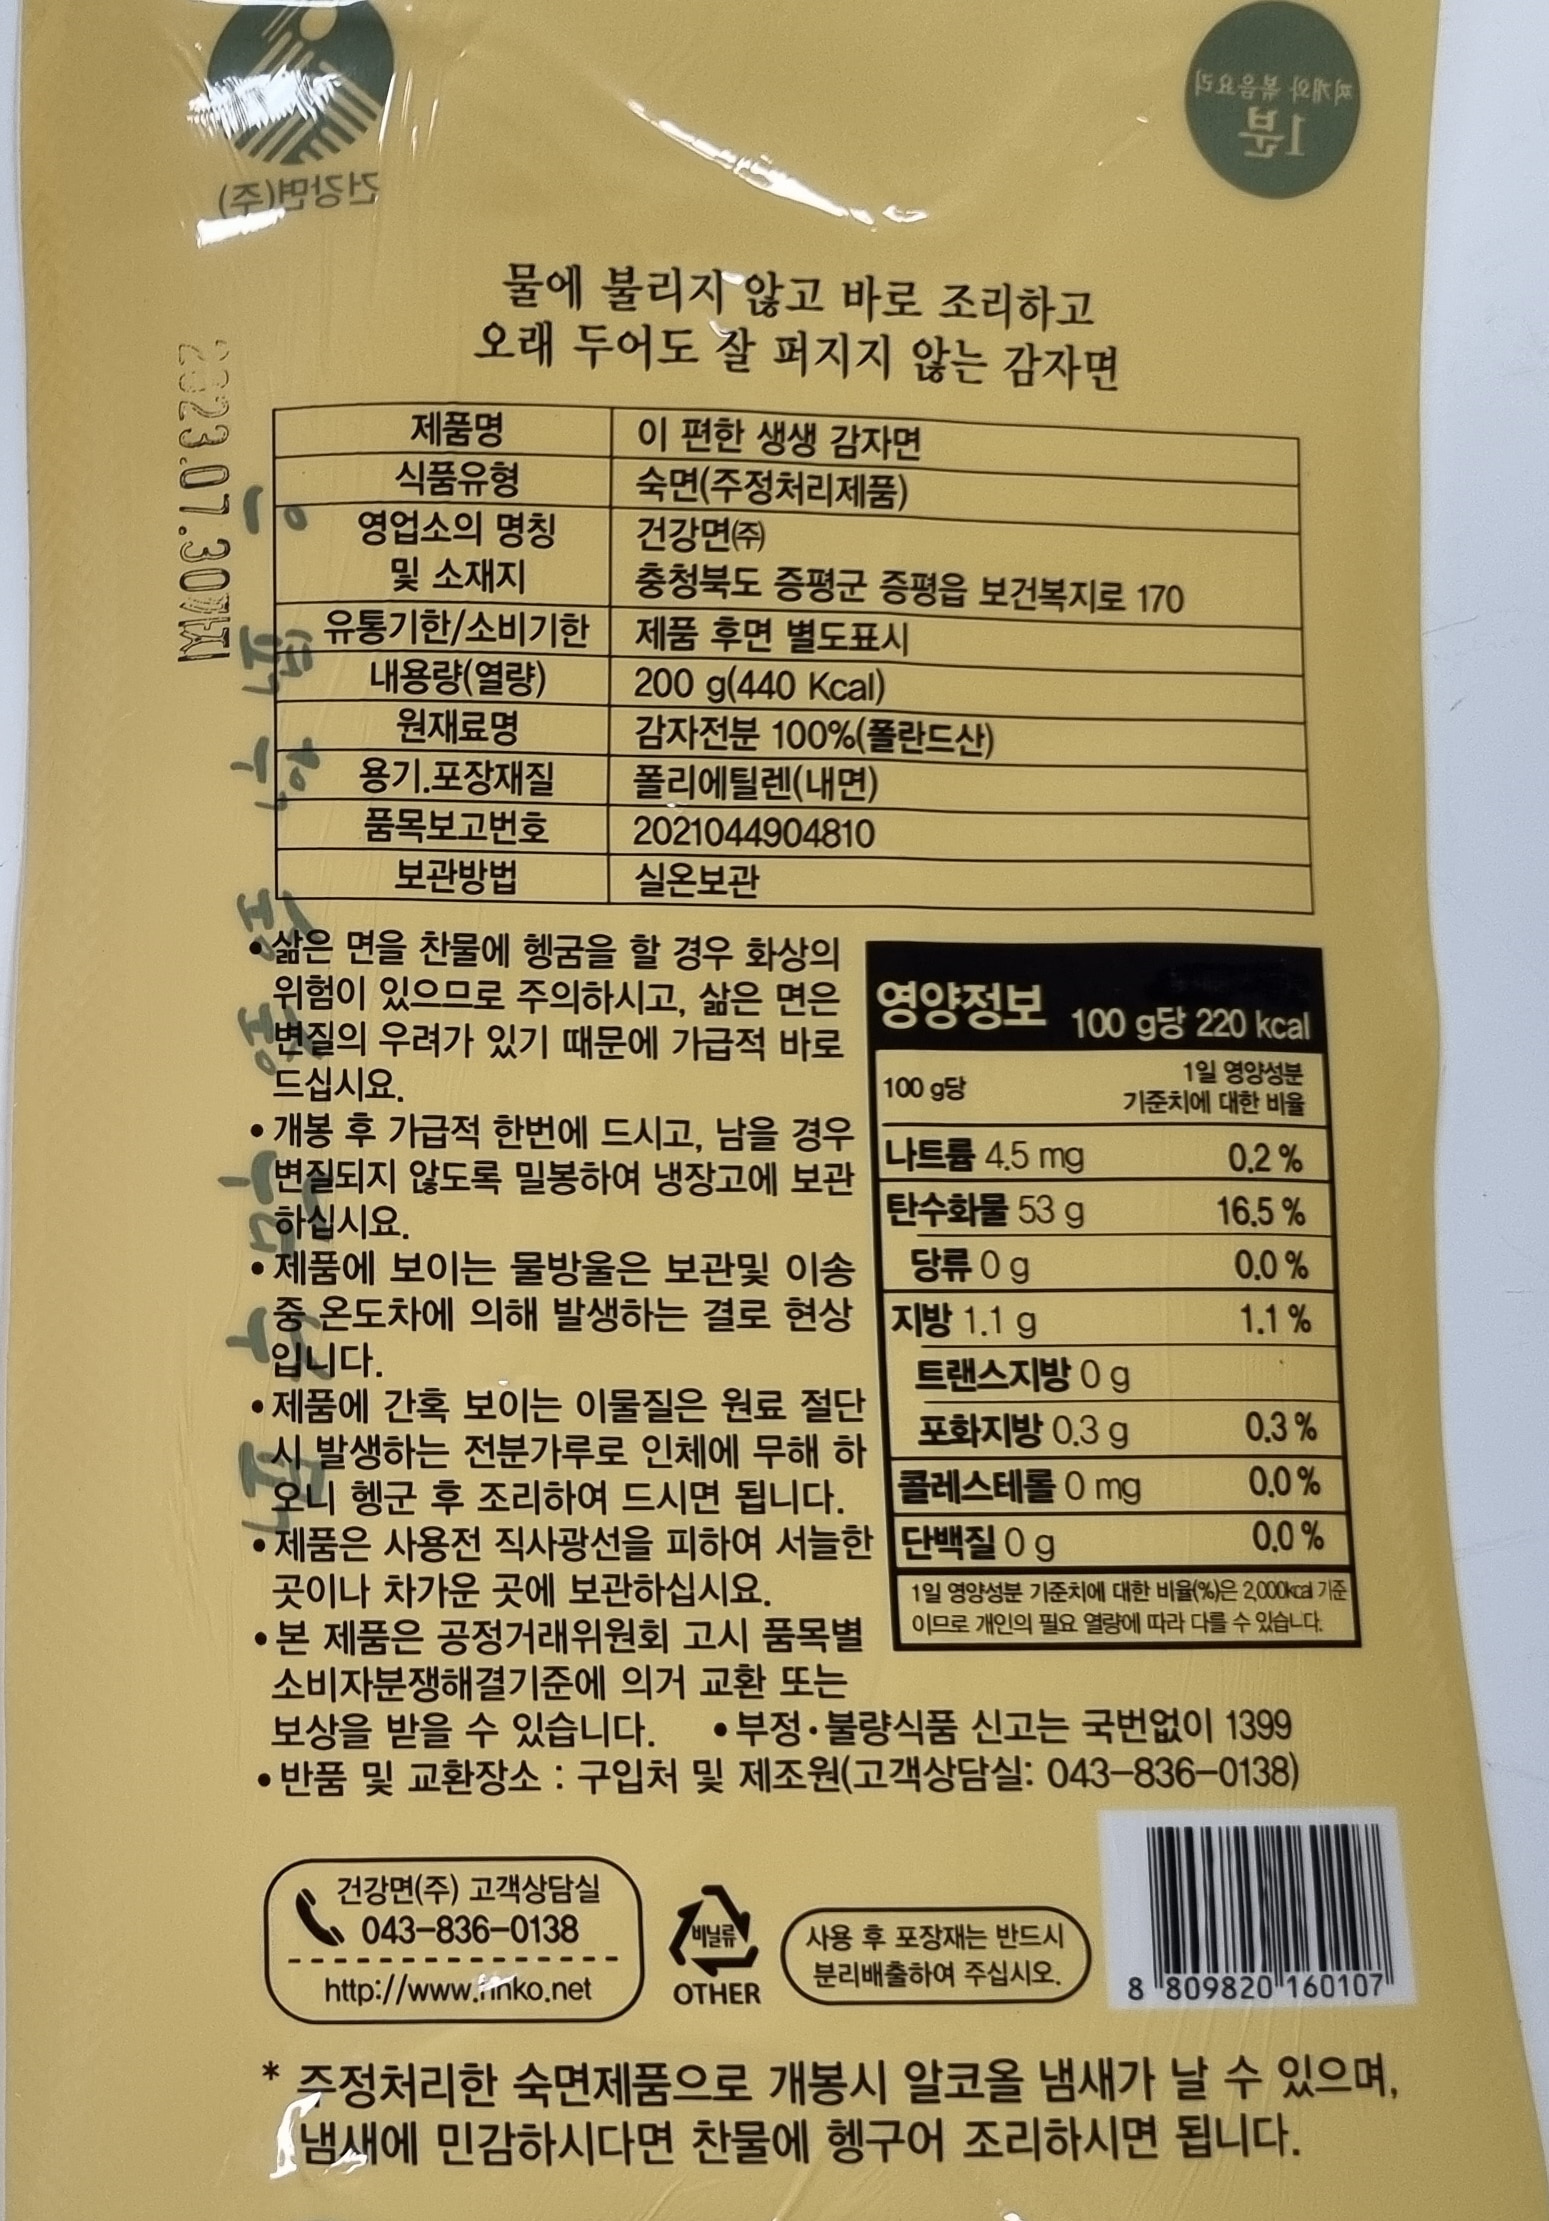 건강면(주)
찌개와 볶음요리
1분
물에 불리지 않고 바로 조리하고
오래 두어도 잘 퍼지지 않는 감자면
2023.07.30까지
제품명 이 편한 생생 감자면
식품유형 숙면(주정처리제품)
영업소의 명칭 건강면㈜
및 소재지 충청북도 증평군 증평읍 보건복지로 170
유통기한/소비기한 제품 후면 별도표시
내용량(열량) 200 g(440 Kcal)
원재료명 감자전분 100%(폴란드산)
용기.포장재질 폴리에틸렌(내면)
품목보고번호 2021044904810
보관방법 실온보관
• 삶은 면을 찬물에 헹굼을 할 경우 화상의
위험이 있으므로 주의하시고, 삶은 면은
변질의 우려가 있기 때문에 가급적 바로
드십시요.
• 개봉 후 가급적 한번에 드시고, 남을 경우
변질되지 않도록 밀봉하여 냉장고에 보관
하십시요.
• 제품에 보이는 물방울은 보관및 이송
중 온도차에 의해 발생하는 결로 현상
입니다.
• 제품에 간혹 보이는 이물질은 원료 절단
시 발생하는 전분가루로 인체에 무해 하
오니 헹군 후 조리하여 드시면 됩니다.
• 제품은 사용전 직사광선을 피하여 서늘한
곳이나 차가운 곳에 보관하십시요.
• 본 제품은 공정거래위원회 고시 품목별
소비자분쟁해결기준에 의거 교환 또는
보상을 받을 수 있습니다. • 부정·불량식품 신고는 국번없이 1399
• 반품 및 교환장소 : 구입처 및 제조원(고객상담실: 043-836-0138)
영양정보 100 g당 220 kcal
100 g당 1일 영양성분
기준치에 대한 비율
나트륨 4.5 mg 0.2 %
탄수화물 53 g 16.5 %
당류 0 g 0.0 %
지방 1.1 g 1.1 %
트랜스지방 0 g
포화지방 0.3 g 0.3 %
콜레스테롤 0 mg 0.0 %
단백질 0 g 0.0 %
1일 영양성분 기준치에 대한 비율(%)은 2,000kcal 기준
이므로 개인의 필요 열량에 따라 다를 수 있습니다.
건강면(주) 고객상담실
043-836-0138
비닐류
OTHER
사용 후 포장재는 반드시
분리배출하여 주십시오.
8 809820 160107
* 주정처리한 숙면제품으로 개봉시 알코올 냄새가 날 수 있으며,
냄새에 민감하시다면 찬물에 헹구어 조리하시면 됩니다.